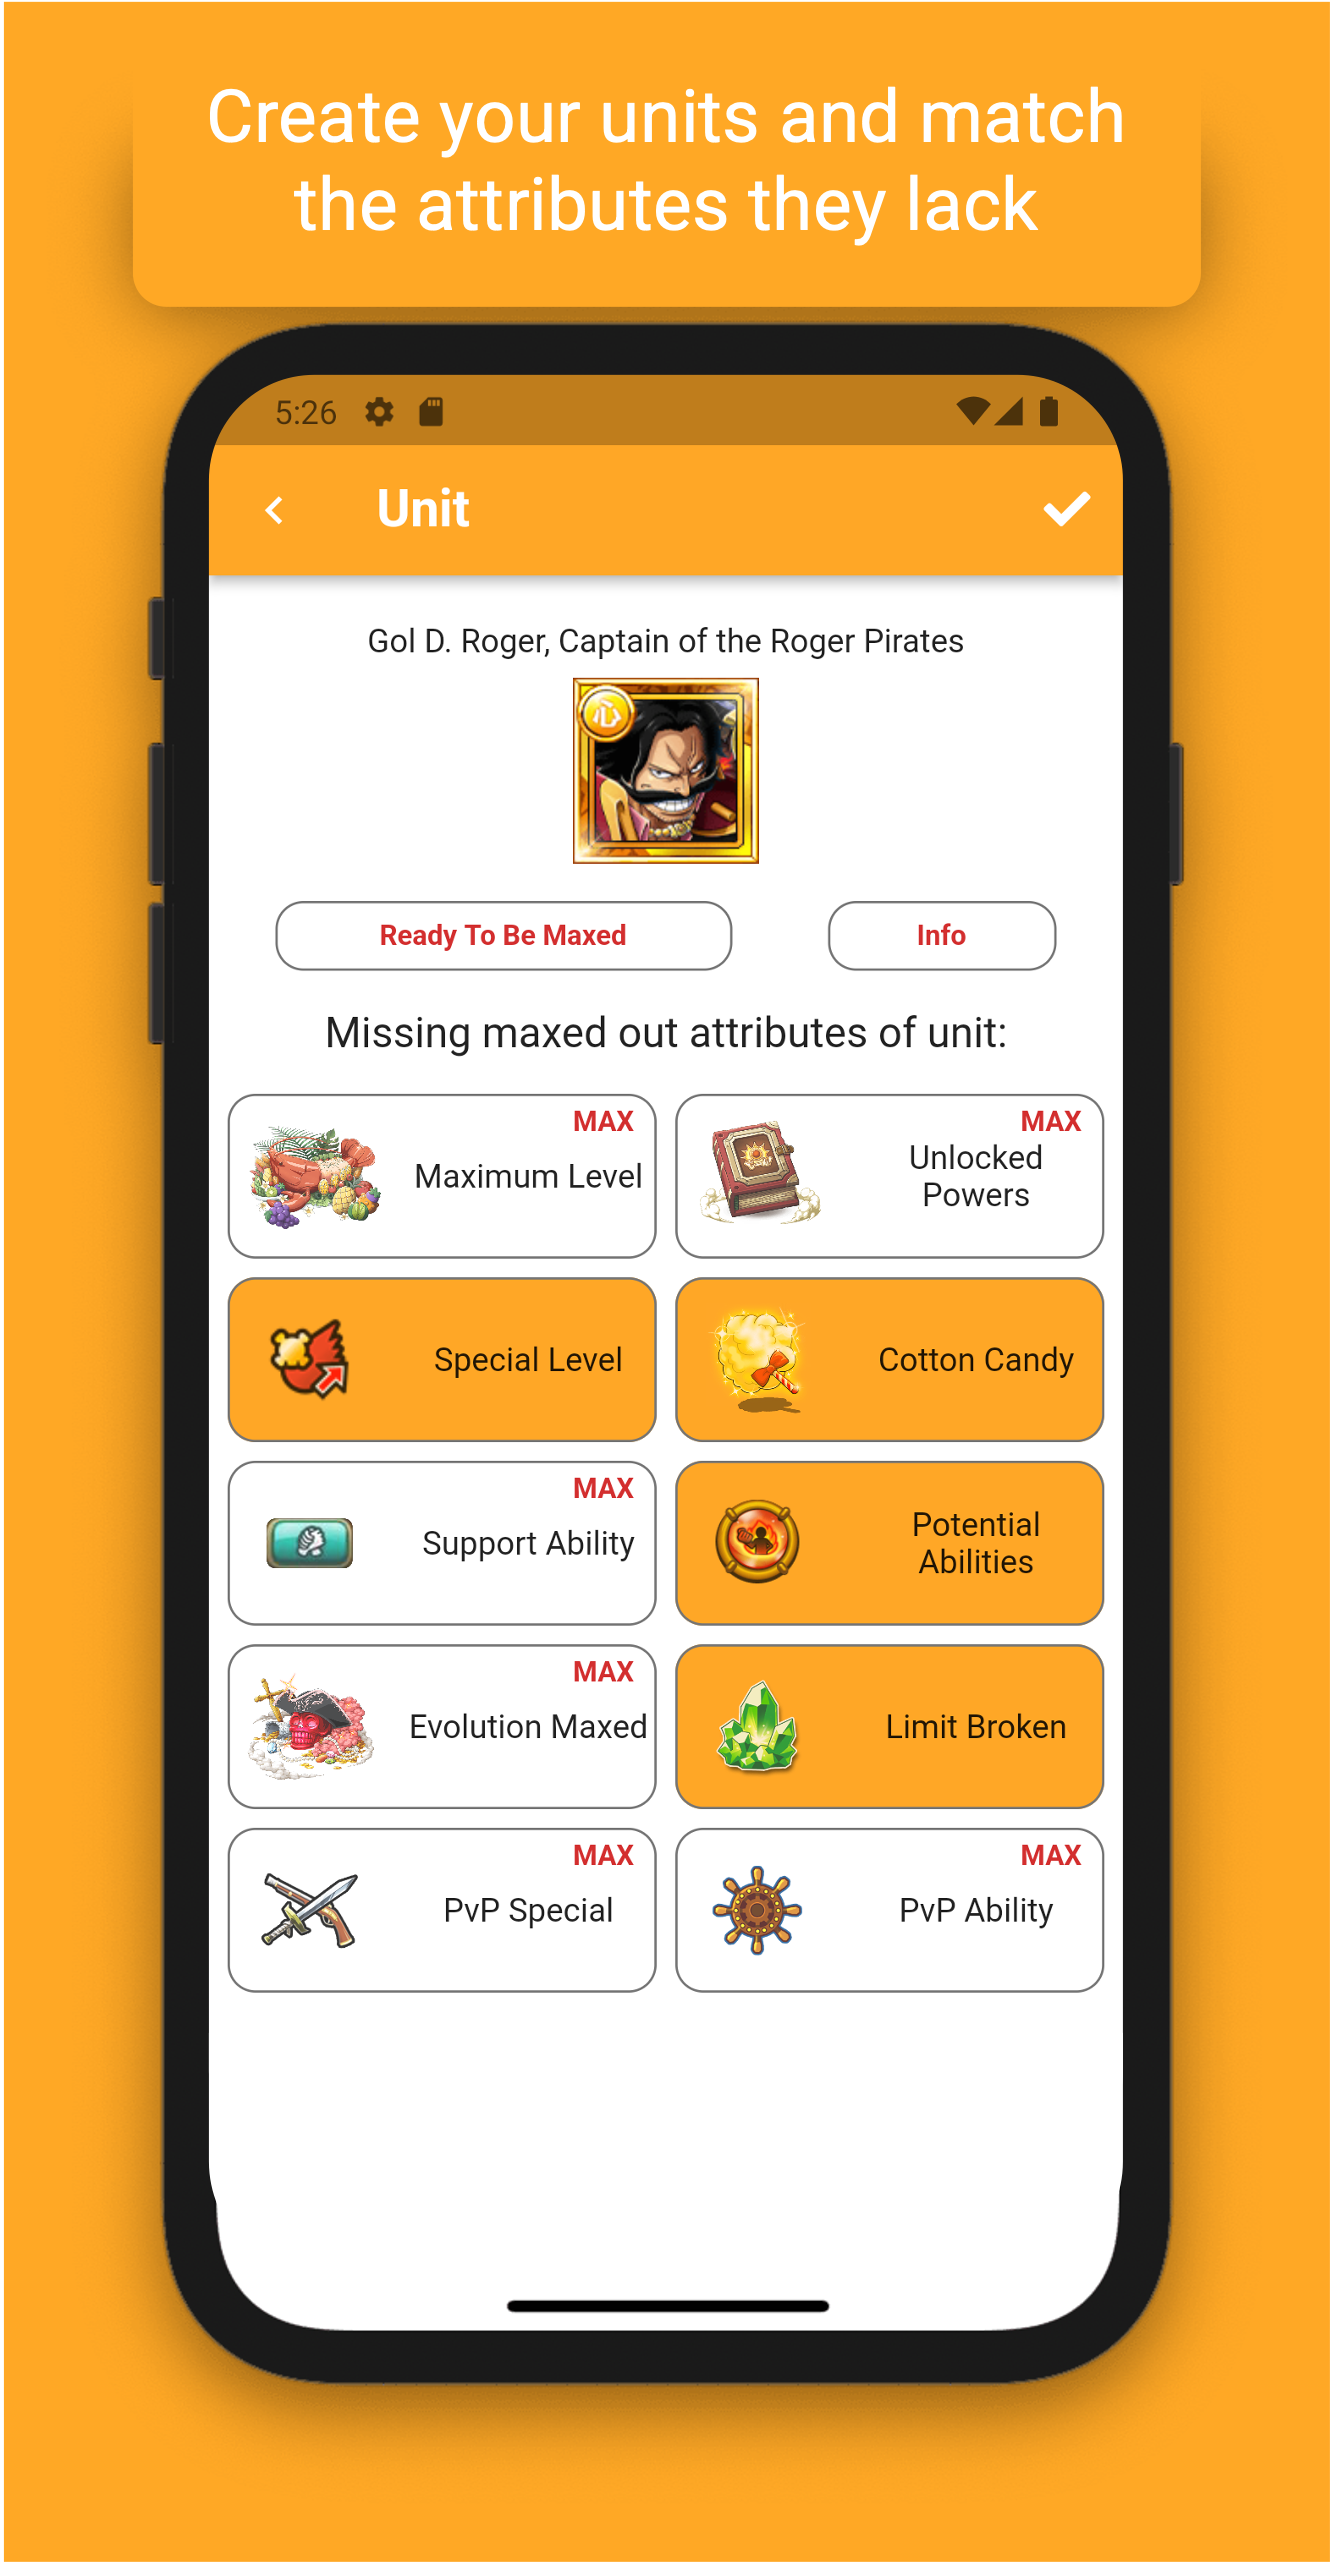 Create your units and match
the attributes they lack
5:26
Unit
Gol D. Roger, Captain of the Roger Pirates
心
Ready To Be Maxed
Info
Missing maxed out attributes of unit:
MAX
Maximum Level
MAX
Unlocked
Powers
Special Level
Cotton Candy
MAX
Support Ability
Potential
Abilities
MAX
Evolution Maxed
Limit Broken
MAX
PvP Special
MAX
PvP Ability